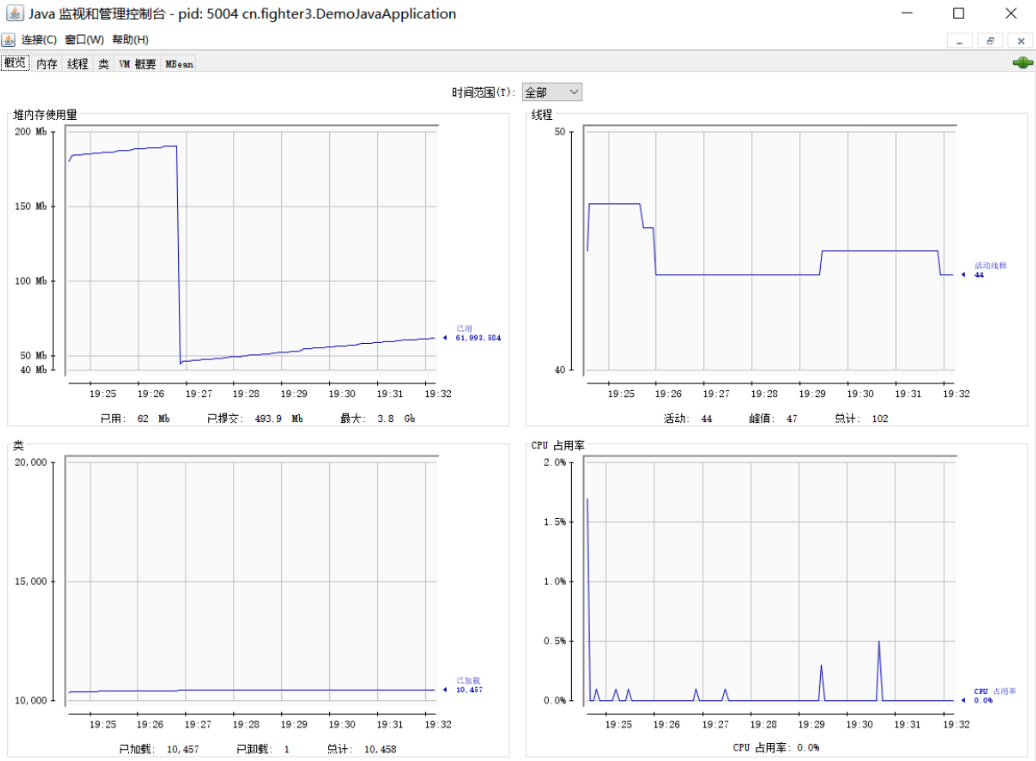 Java 监视和管理控制台 - pid: 5004 cn.fighter3.DemoJavaApplication
连接(C) 窗口(W) 帮助(H)
概览 内存 线程 类 VM 概要 MBean
时间范围(T): 全部
堆内存使用量
200 Mb
150 Mb
100 Mb
50 Mb
40 Mb
已用
61,993,584
19:25 19:26 19:27 19:28 19:29 19:30 19:31 19:32
已用: 62 Mb 已提交: 493.9 Mb 最大: 3.8 Gb
线程
50
40
活动线程
44
19:25 19:26 19:27 19:28 19:29 19:30 19:31 19:32
活动: 44 峰值: 47 总计: 102
类
20,000
15,000
10,000
已加载
10,457
19:25 19:26 19:27 19:28 19:29 19:30 19:31 19:32
已加载: 10,457 已卸载: 1 总计: 10,458
CPU 占用率
2.0%
1.5%
1.0%
0.5%
0.0%
CPU 占用率
0.0%
19:25 19:26 19:27 19:28 19:29 19:30 19:31 19:32
CPU 占用率: 0.0%